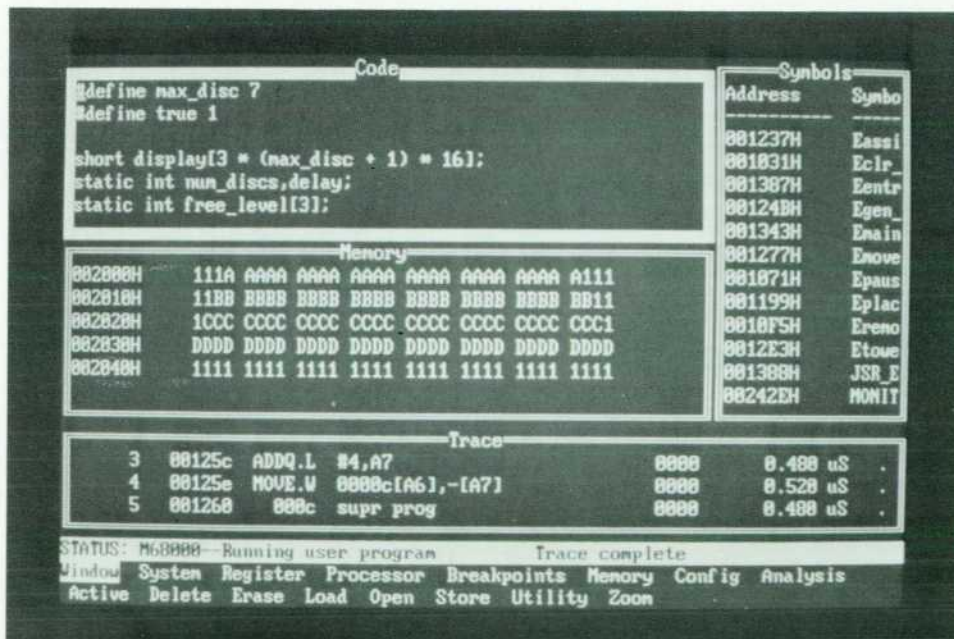 Code
#define max_disc 7
#define true 1
short display[3 * (max_disc + 1) * 16];
static int num_discs,delay;
static int free_level[3];
Symbols
Address Symbo
---------- -----
001237H Eassi
001031H Eclr_
001387H Eentr
00124BH Egen_
001343H Emain
001277H Emove
001071H Epaus
001199H Eplac
0010F5H Eremo
0012E3H Etowe
001388H JSR_E
00242EH MONIT
Memory
002000H 111A AAAA AAAA AAAA AAAA AAAA AAAA A111
002010H 11BB BBBB BBBB BBBB BBBB BBBB BBBB BB11
002020H 1CCC CCCC CCCC CCCC CCCC CCCC CCCC CCC1
002030H DDDD DDDD DDDD DDDD DDDD DDDD DDDD DDDD
002040H 1111 1111 1111 1111 1111 1111 1111 1111
Trace
3 00125c ADDQ.L #4,A7 0000 0.480 uS .
4 00125e MOVE.W 0000c[A6],-[A7] 0000 0.520 uS .
5 001260 000c supr prog 0000 0.480 uS .
STATUS: M68000--Running user program Trace complete
Window System Register Processor Breakpoints Memory Config Analysis
Active Delete Erase Load Open Store Utility Zoom